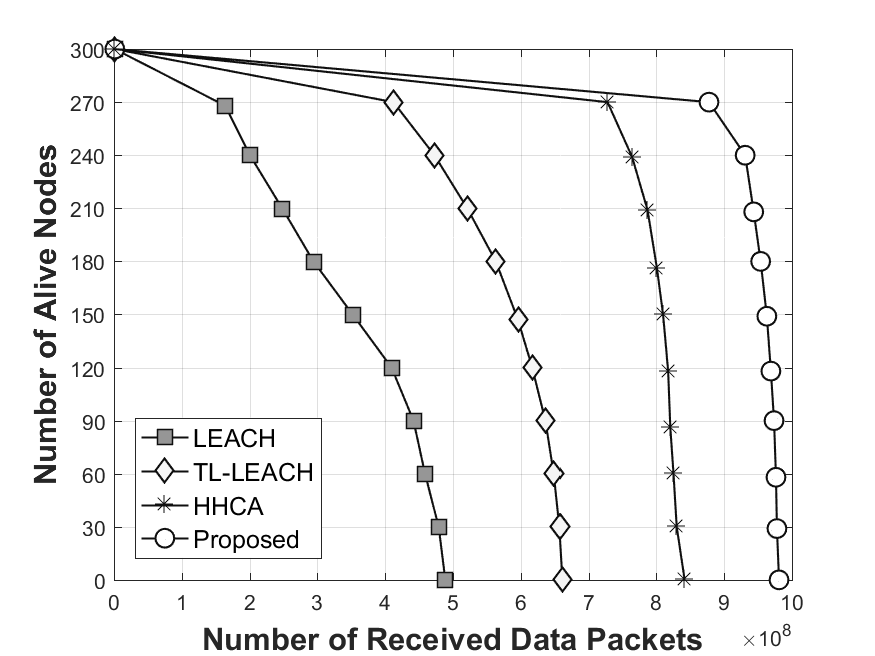 Number of Alive Nodes
300
270
240
210
180
150
120
90
60
30
0
LEACH
TL-LEACH
HHCA
Proposed
0 1 2 3 4 5 6 7 8 9 10
Number of Received Data Packets
×10⁸